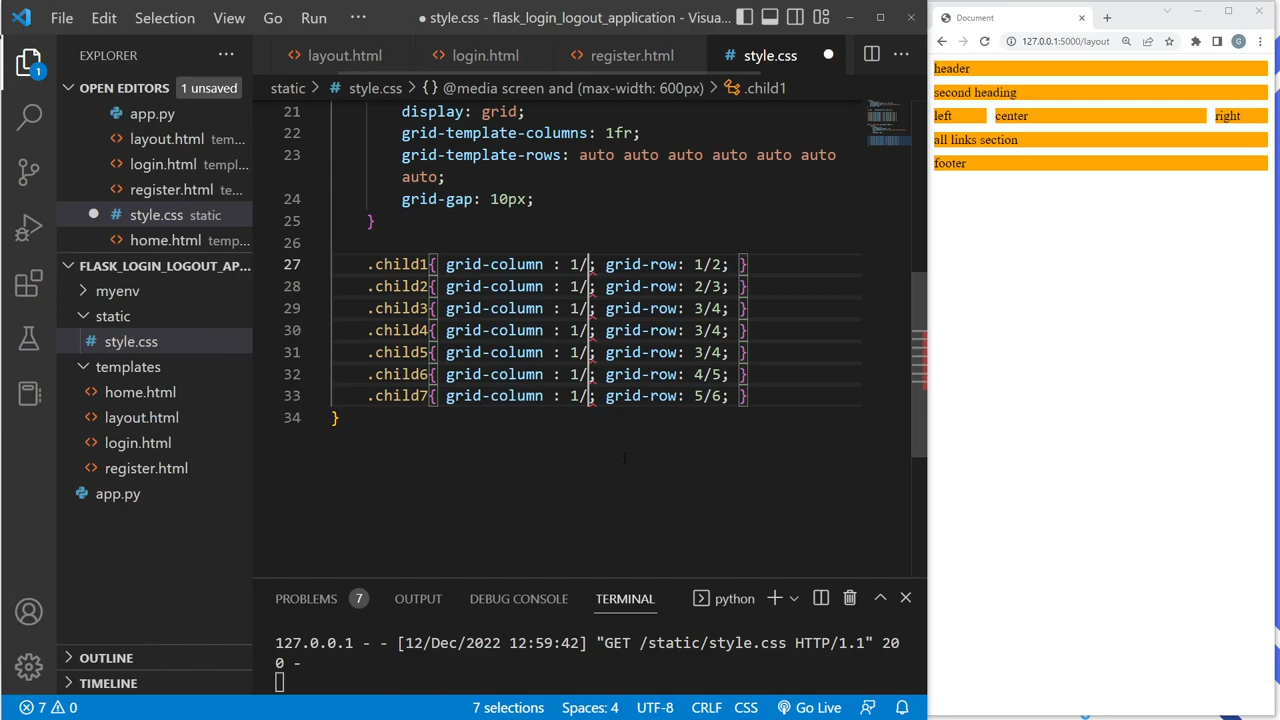 File Edit Selection View Go Run ··· style.css - flask_login_logout_application - Visua...
EXPLORER ···
OPEN EDITORS 1 unsaved
app.py
layout.html tem...
login.html templ...
register.html te...
style.css static
home.html temp...
FLASK_LOGIN_LOGOUT_AP...
myenv
static
style.css
templates
home.html
layout.html
login.html
register.html
app.py
OUTLINE
TIMELINE
1
layout.html login.html register.html style.css
static > style.css > {} @media screen and (max-width: 600px) > .child1
21 display: grid;
22 grid-template-columns: 1fr;
23 grid-template-rows: auto auto auto auto auto auto
auto;
24 grid-gap: 10px;
25 }
26
27 .child1{ grid-column : 1/; grid-row: 1/2; }
28 .child2{ grid-column : 1/; grid-row: 2/3; }
29 .child3{ grid-column : 1/; grid-row: 3/4; }
30 .child4{ grid-column : 1/; grid-row: 3/4; }
31 .child5{ grid-column : 1/; grid-row: 3/4; }
32 .child6{ grid-column : 1/; grid-row: 4/5; }
33 .child7{ grid-column : 1/; grid-row: 5/6; }
34 }
PROBLEMS 7 OUTPUT DEBUG CONSOLE TERMINAL python
127.0.0.1 - - [12/Dec/2022 12:59:42] "GET /static/style.css HTTP/1.1" 20
0 -
7 0 7 selections Spaces: 4 UTF-8 CRLF CSS Go Live
Document
127.0.0.1:5000/layout G
header
second heading
left center right
all links section
footer